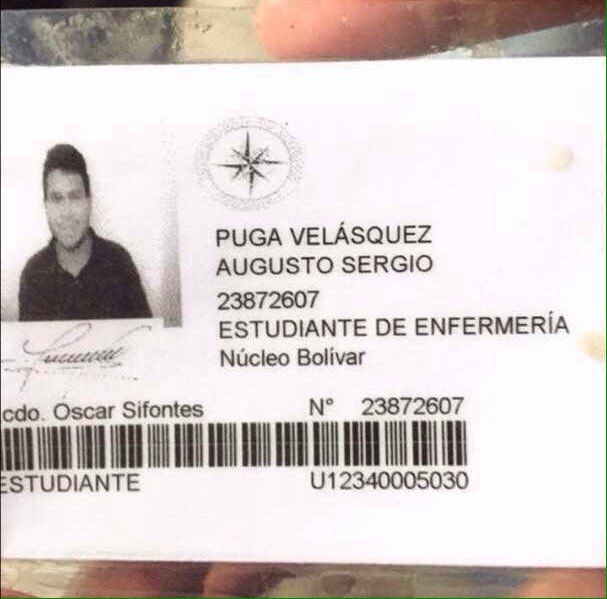 PUGA VELÁSQUEZ
AUGUSTO SERGIO
23872607
ESTUDIANTE DE ENFERMERÍA
Núcleo Bolívar
cdo. Oscar Sifontes
N° 23872607
ESTUDIANTE
U12340005030